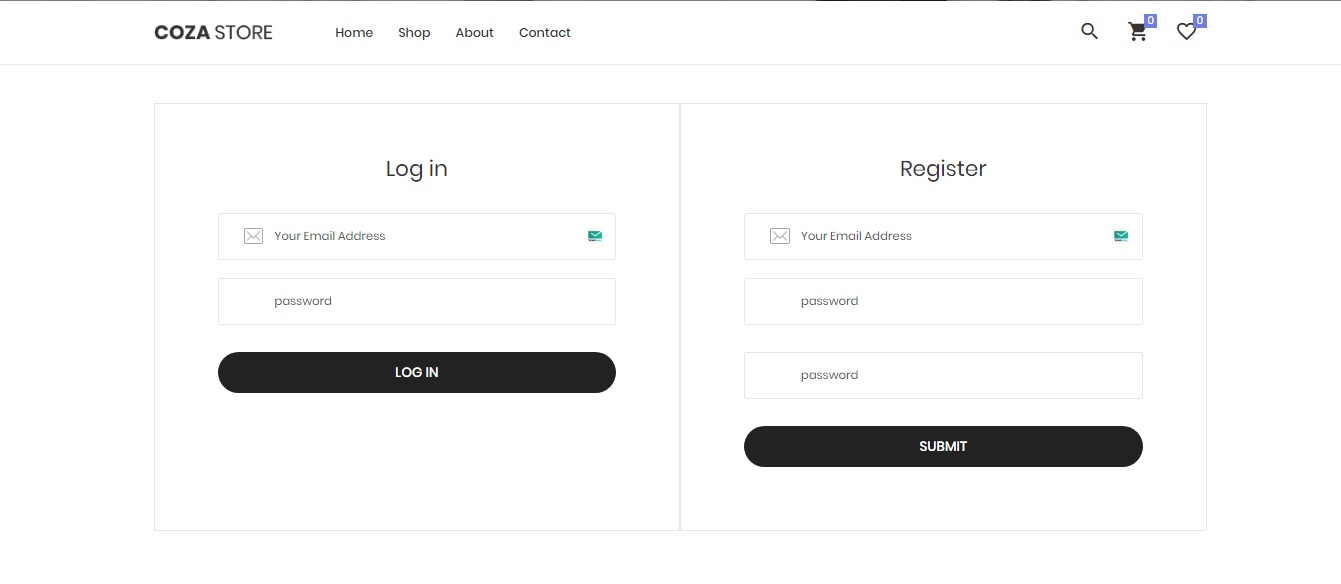 COZA STORE
Home
Shop
About
Contact
0
0
Log in
Your Email Address
password
LOG IN
Register
Your Email Address
password
password
SUBMIT